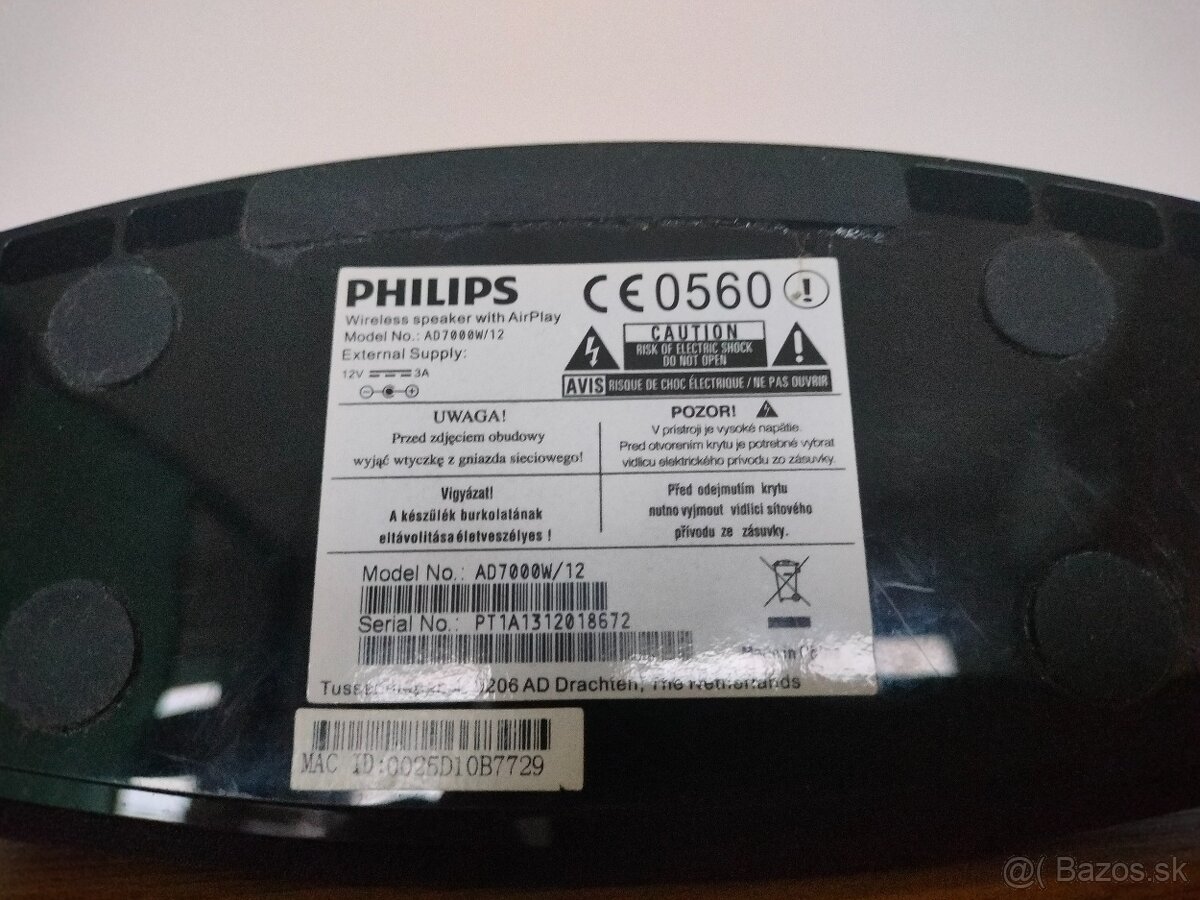 PHILIPS
Wireless speaker with AirPlay
Model No.: AD7000W/12
External Supply:
12V 3A
CE0560
CAUTION
RISK OF ELECTRIC SHOCK
DO NOT OPEN
AVIS RISQUE DE CHOC ÉLECTRIQUE / NE PAS OUVRIR
UWAGA!
Przed zdjęciem obudowy
wyjąć wtyczkę z gniazda sieciowego!
POZOR!
V prístroji je vysoké napätie.
Pred otvorením krytu je potrebné vybrat
vidlicu elektrického prívodu zo zásuvky.
Vigyázat!
A készülék burkolatának
eltávolítása életveszélyes !
Před odejmutím krytu
nutno vyjmout vidlici síťového
přívodu ze zásuvky.
Model No.: AD7000W/12
Serial No.: PT1A1312018672
Made in
AD Drachten, The Netherlands
MAC ID:0025D10B7729
@( Bazos.sk